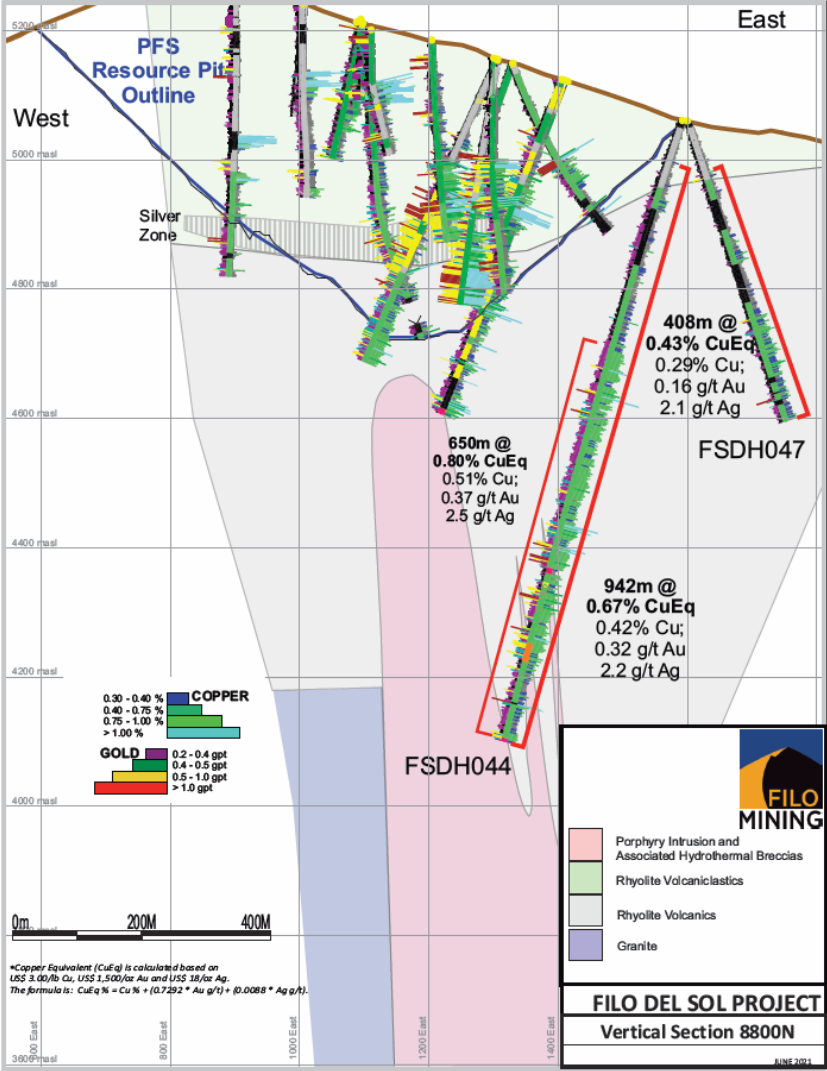 5200 masl
East
PFS
Resource Pit
Outline
West
5000 masl
Silver
Zone
4800 masl
408m @
0.43% CuEq
0.29% Cu;
0.16 g/t Au
2.1 g/t Ag
4600 masl
FSDH047
650m @
0.80% CuEq
0.51% Cu;
0.37 g/t Au
2.5 g/t Ag
4400 masl
942m @
0.67% CuEq
0.42% Cu;
0.32 g/t Au
2.2 g/t Ag
4200 masl
COPPER
0.30 - 0.40 %
0.40 - 0.75 %
0.75 - 1.00 %
> 1.00 %
GOLD
0.2 - 0.4 gpt
0.4 - 0.5 gpt
0.5 - 1.0 gpt
> 1.0 gpt
FSDH044
4000 masl
FILO
MINING
Porphyry Intrusion and
Associated Hydrothermal Breccias
Rhyolite Volcaniclastics
Rhyolite Volcanics
Granite
0m 200M 400M
*Copper Equivalent (CuEq) is calculated based on
US$ 3.00/lb Cu, US$ 1,500/oz Au and US$ 18/oz Ag.
The formula is: CuEq % = Cu % + (0.7292 * Au g/t) + (0.0088 * Ag g/t).
800 East
1000 East
1200 East
1400 East
3600 masl
FILO DEL SOL PROJECT
Vertical Section 8800N
JUNE 2021